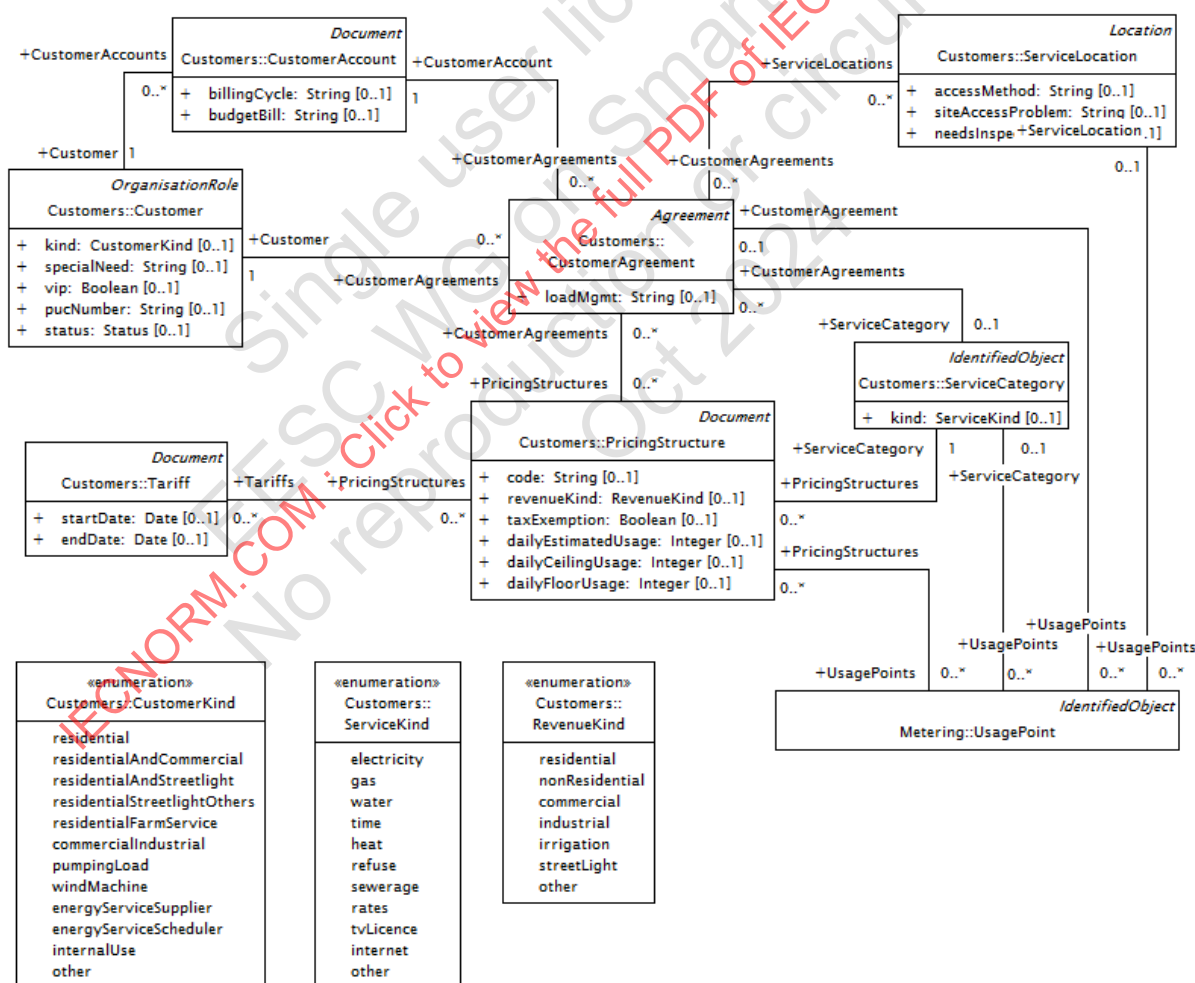 Document
Customers::CustomerAccount
+ billingCycle: String [0..1]
+ budgetBill: String [0..1]
+CustomerAccounts
0..*
+CustomerAccount
1
+Customer 1
OrganisationRole
Customers::Customer
+ kind: CustomerKind [0..1]
+ specialNeed: String [0..1]
+ vip: Boolean [0..1]
+ pucNumber: String [0..1]
+ status: Status [0..1]
+Customer
1
0..*
+CustomerAgreements
+CustomerAgreements
0..*
+CustomerAgreements
0..*
+ServiceLocations
0..*
Location
Customers::ServiceLocation
+ accessMethod: String [0..1]
+ siteAccessProblem: String [0..1]
+ needsInspe +ServiceLocation .1]
0..1
Agreement
Customers::
CustomerAgreement
+ loadMgmt: String [0..1]
+CustomerAgreement
0..1
+CustomerAgreements
0..*
+ServiceCategory 0..1
IdentifiedObject
Customers::ServiceCategory
+ kind: ServiceKind [0..1]
+CustomerAgreements 0..*
+PricingStructures 0..*
Document
Customers::PricingStructure
+ code: String [0..1]
+ revenueKind: RevenueKind [0..1]
+ taxExemption: Boolean [0..1]
+ dailyEstimatedUsage: Integer [0..1]
+ dailyCeilingUsage: Integer [0..1]
+ dailyFloorUsage: Integer [0..1]
+ServiceCategory 1
0..1
+ServiceCategory
+PricingStructures
0..*
+PricingStructures
0..*
Document
Customers::Tariff
+ startDate: Date [0..1]
+ endDate: Date [0..1]
+Tariffs
0..*
+PricingStructures
0..*
+UsagePoints
+UsagePoints
+UsagePoints
+UsagePoints
0..*
0..*
0..*
0..*
IdentifiedObject
Metering::UsagePoint
«enumeration»
Customers::CustomerKind
residential
residentialAndCommercial
residentialAndStreetlight
residentialStreetlightOthers
residentialFarmService
commercialIndustrial
pumpingLoad
windMachine
energyServiceSupplier
energyServiceScheduler
internalUse
other
«enumeration»
Customers::
ServiceKind
electricity
gas
water
time
heat
refuse
sewerage
rates
tvLicence
internet
other
«enumeration»
Customers::
RevenueKind
residential
nonResidential
commercial
industrial
irrigation
streetLight
other
IECNORM.COM : Click to view the full PDF of IEC
Single user
EESC WG on Smart
No reproduction or
Oct 2024